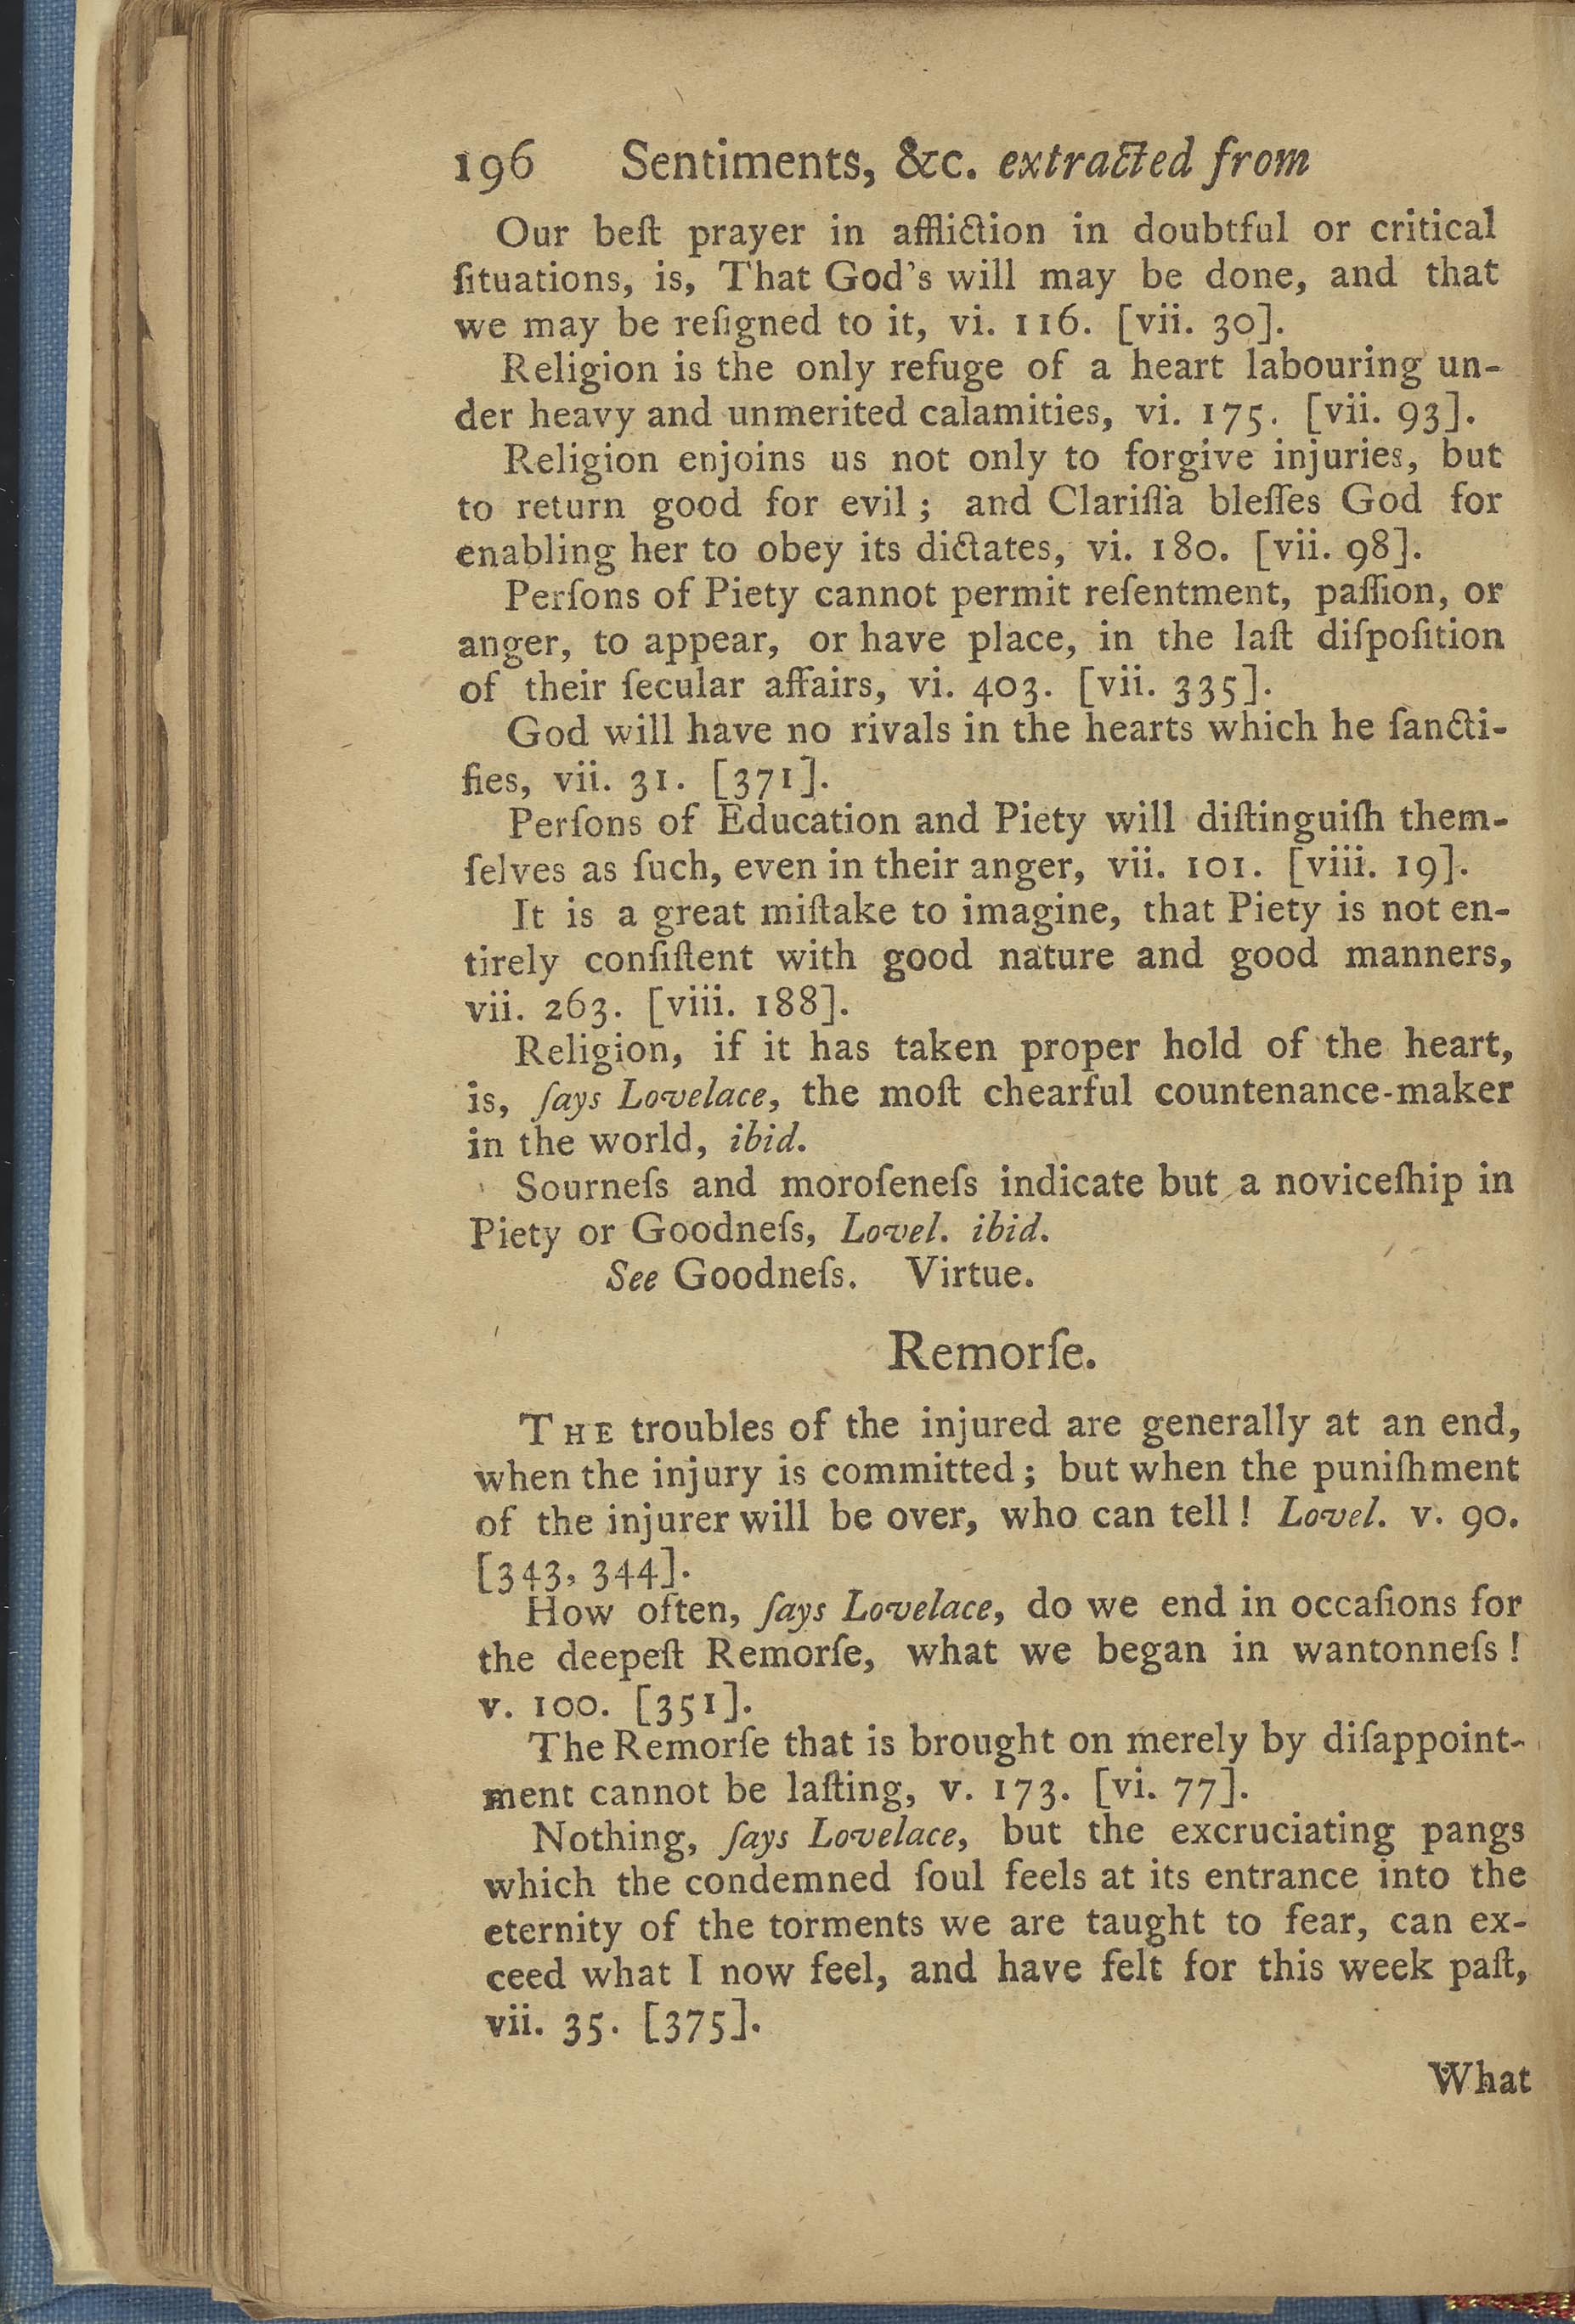 196 Sentiments, &c. extracted from
Our beſt prayer in affliction in doubtful or critical
ſituations, is, That God's will may be done, and that
we may be reſigned to it, vi. 116. [vii. 30].
Religion is the only refuge of a heart labouring un-
der heavy and unmerited calamities, vi. 175. [vii. 93].
Religion enjoins us not only to forgive injuries, but
to return good for evil; and Clariſſa bleſſes God for
enabling her to obey its dictates, vi. 180. [vii. 98].
Perſons of Piety cannot permit reſentment, paſſion, or
anger, to appear, or have place, in the laſt diſpoſition
of their ſecular affairs, vi. 403. [vii. 335].
God will have no rivals in the hearts which he ſancti-
fies, vii. 31. [371].
Perſons of Education and Piety will diſtinguiſh them-
ſelves as ſuch, even in their anger, vii. 101. [viii. 19].
It is a great miſtake to imagine, that Piety is not en-
tirely conſiſtent with good nature and good manners,
vii. 263. [viii. 188].
Religion, if it has taken proper hold of the heart,
is, ſays Lovelace, the moſt chearful countenance-maker
in the world, ibid.
Sourneſs and moroſeneſs indicate but a noviceſhip in
Piety or Goodneſs, Lovel. ibid.
See Goodneſs. Virtue.
Remorſe.
THE troubles of the injured are generally at an end,
when the injury is committed; but when the puniſhment
of the injurer will be over, who can tell! Lovel. v. 90.
[343, 344].
How often, ſays Lovelace, do we end in occaſions for
the deepeſt Remorſe, what we began in wantonneſs!
v. 100. [351].
The Remorſe that is brought on merely by diſappoint-
ment cannot be laſting, v. 173. [vi. 77].
Nothing, ſays Lovelace, but the excruciating pangs
which the condemned ſoul feels at its entrance into the
eternity of the torments we are taught to fear, can ex-
ceed what I now feel, and have felt for this week paſt,
vii. 35. [375].
What